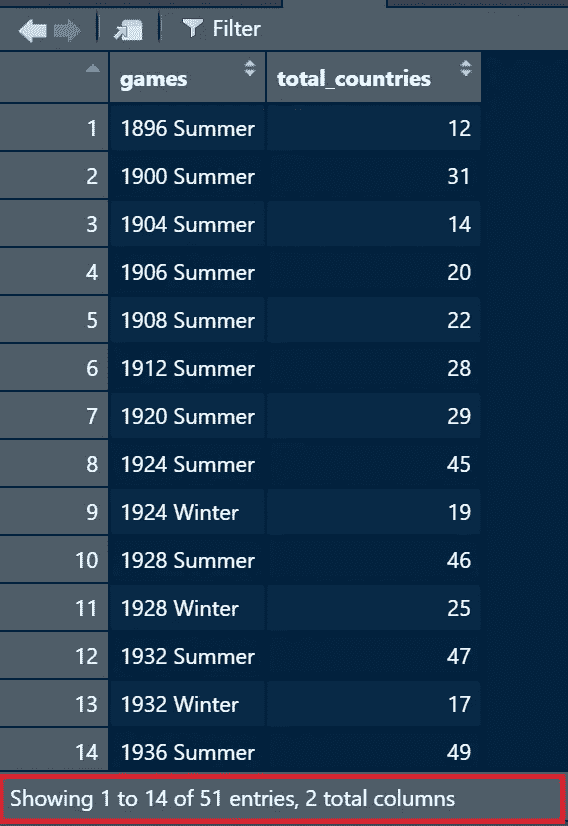 Filter
games total_countries
1 1896 Summer 12
2 1900 Summer 31
3 1904 Summer 14
4 1906 Summer 20
5 1908 Summer 22
6 1912 Summer 28
7 1920 Summer 29
8 1924 Summer 45
9 1924 Winter 19
10 1928 Summer 46
11 1928 Winter 25
12 1932 Summer 47
13 1932 Winter 17
14 1936 Summer 49
Showing 1 to 14 of 51 entries, 2 total columns